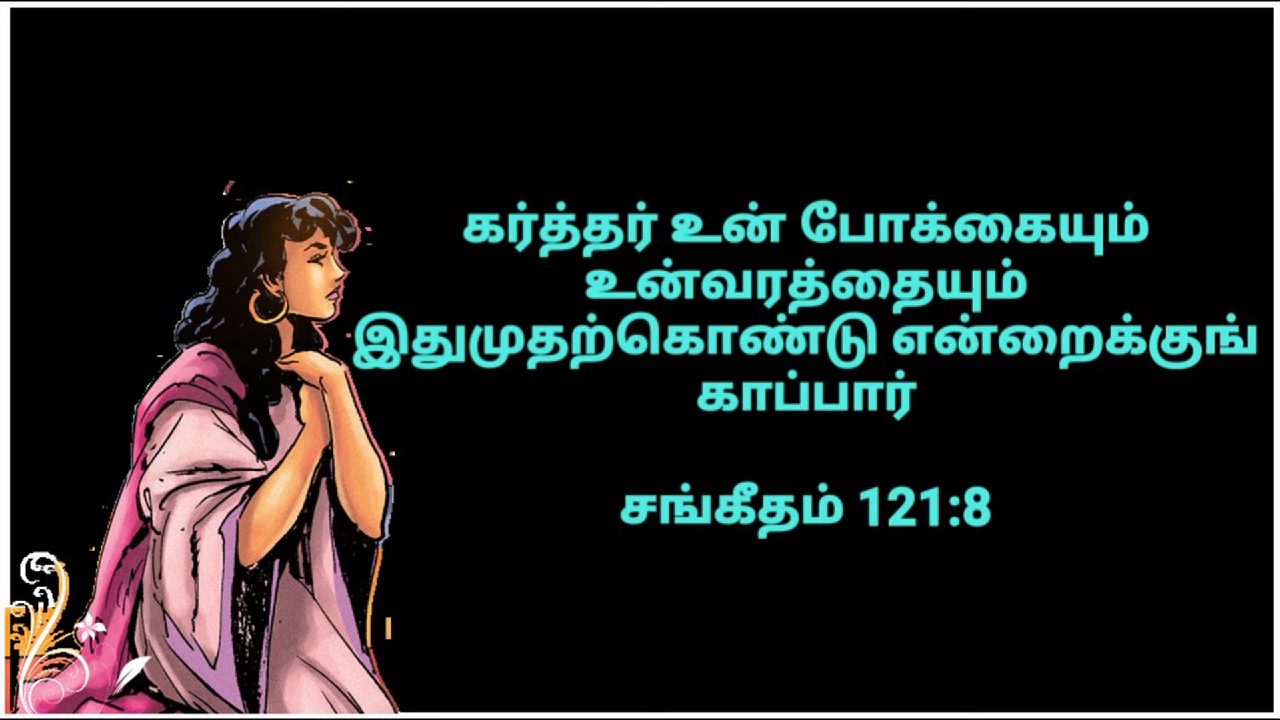 கர்த்தர் உன் போக்கையும்
உன்வரத்தையும்
இதுமுதற்கொண்டு என்றைக்குங்
காப்பார்
சங்கீதம் 121:8